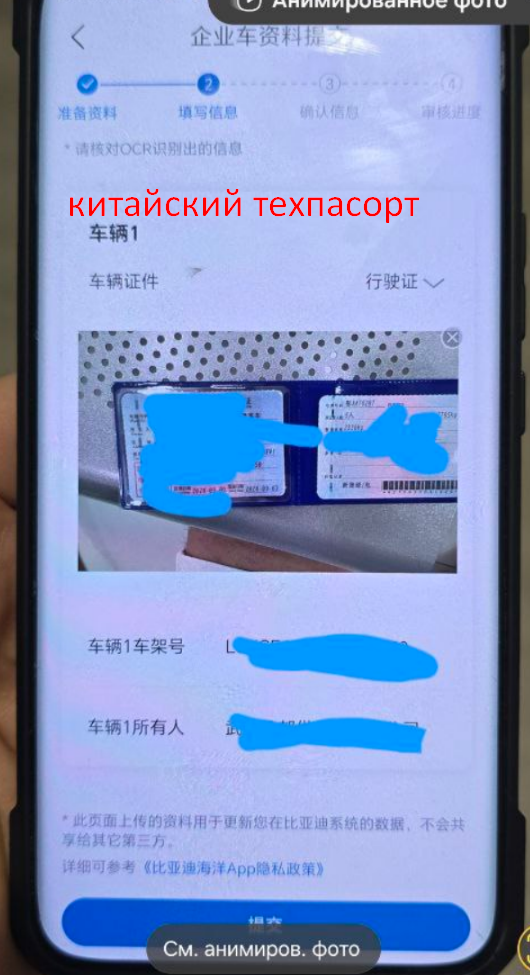 Анимированное фото
企业车资料提交
2
3
4
准备资料
填写信息
确认信息
审核进度
* 请核对OCR识别出的信息
китайский техпасорт
车辆1
车辆证件
行驶证
车辆1车架号
L
车辆1所有人
武
司
* 此页面上传的资料用于更新您在比亚迪系统的数据，不会共
享给其它第三方。
详细可参考《比亚迪海洋App隐私政策》
提交
См. анимиров. фото